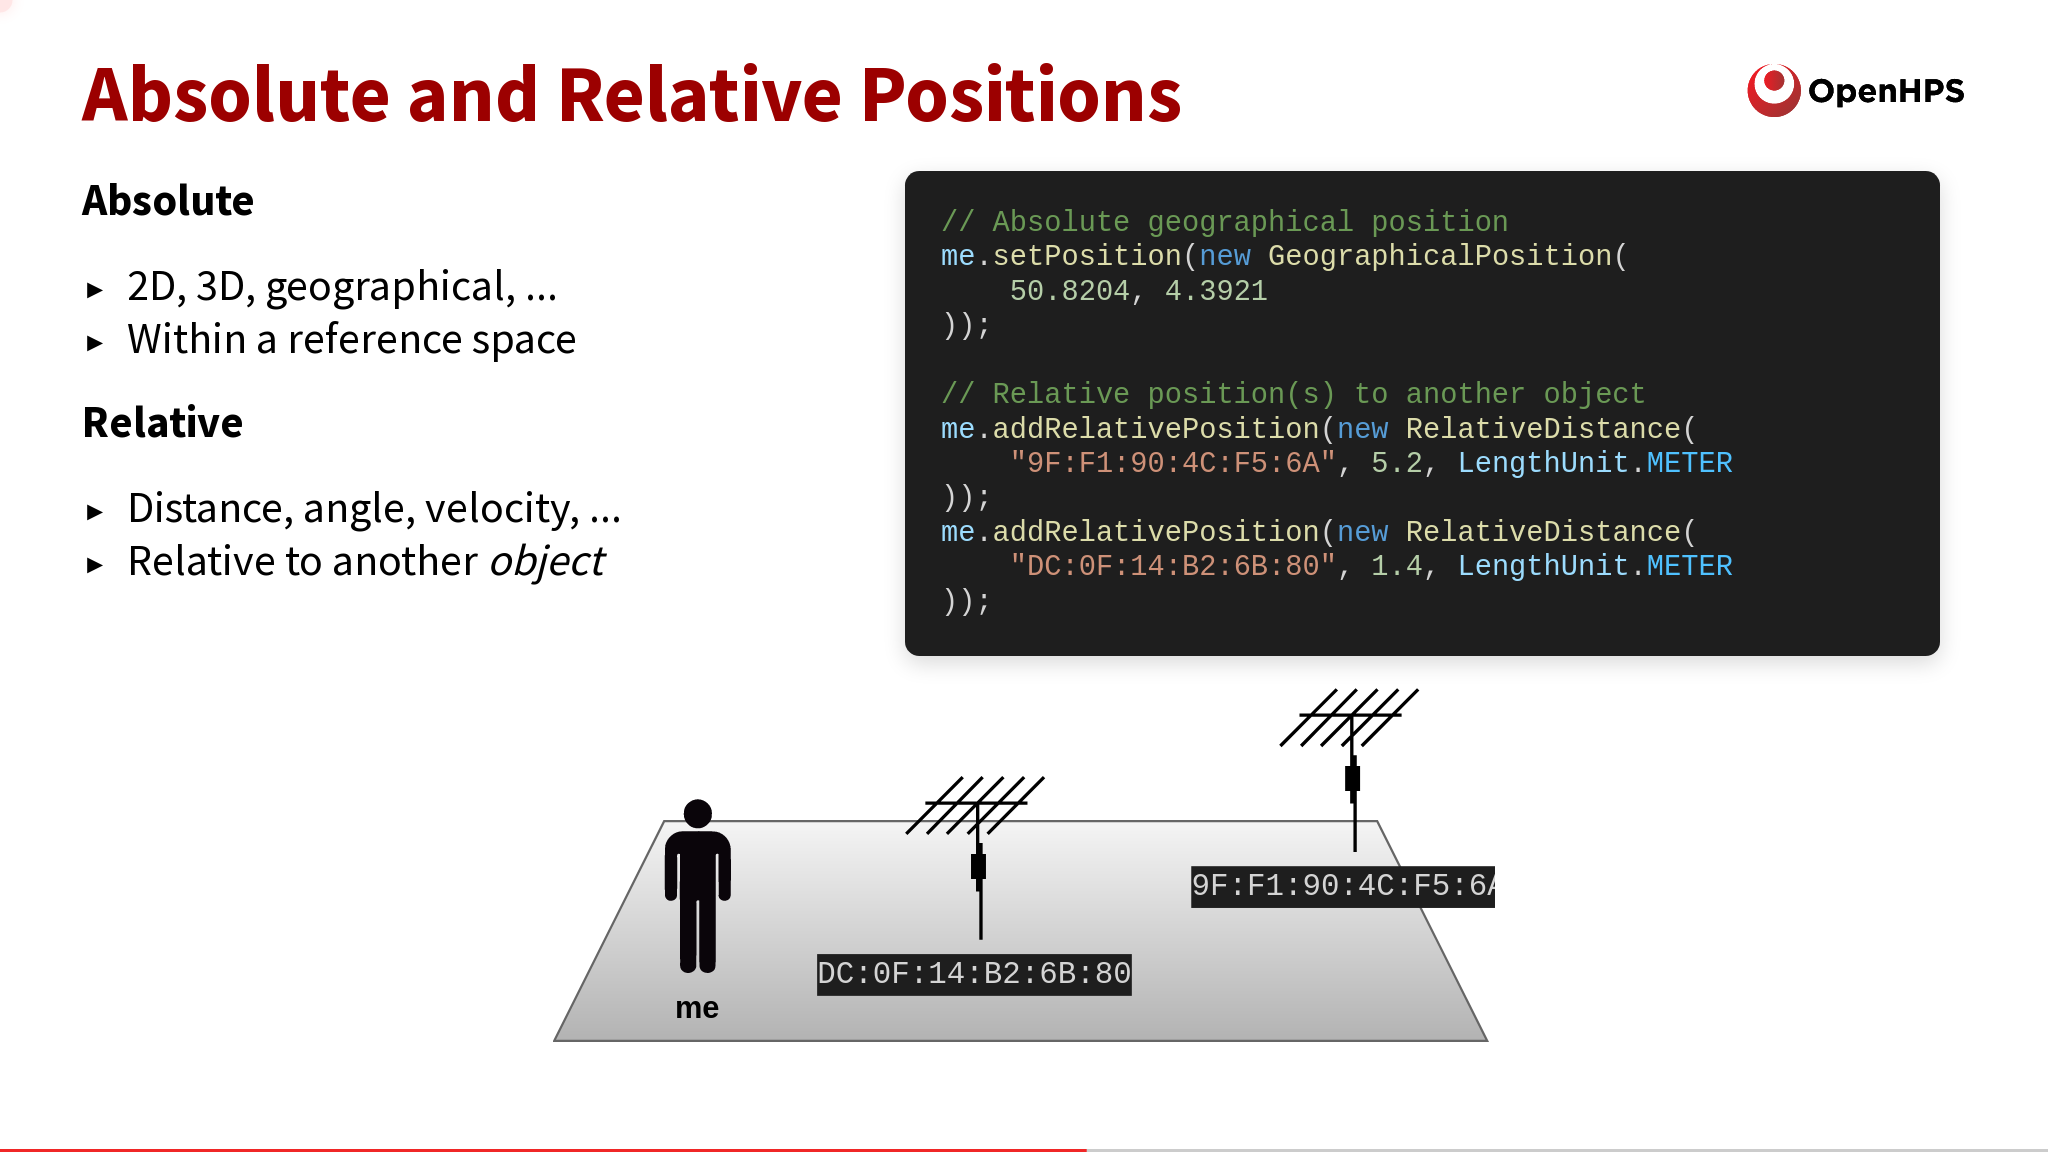 Absolute and Relative Positions
OpenHPS
Absolute
▸ 2D, 3D, geographical, ...
▸ Within a reference space
Relative
▸ Distance, angle, velocity, ...
▸ Relative to another object
// Absolute geographical position
me.setPosition(new GeographicalPosition(
    50.8204, 4.3921
));

// Relative position(s) to another object
me.addRelativePosition(new RelativeDistance(
    "9F:F1:90:4C:F5:6A", 5.2, LengthUnit.METER
));
me.addRelativePosition(new RelativeDistance(
    "DC:0F:14:B2:6B:80", 1.4, LengthUnit.METER
));
9F:F1:90:4C:F5:6A
DC:0F:14:B2:6B:80
me